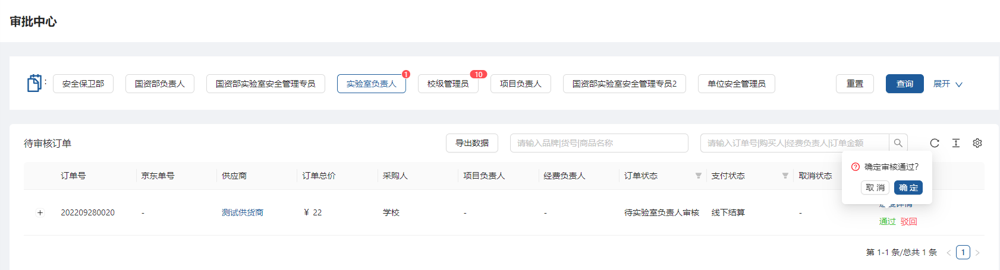 审批中心
: 安全保卫部 国资部负责人 国资部实验室安全管理专员 实验室负责人 1 校级管理员 10 项目负责人 国资部实验室安全管理专员2 单位安全管理员 重置 查询 展开
待审核订单 导出数据 请输入品牌|货号|商品名称 请输入订单号|购买人|经费负责人|订单金额
确定审核通过?
取 消 确 定
订单号 京东单号 供应商 订单总价 采购人 项目负责人 经费负责人 订单状态 支付状态 取消状态
202209280020 - 测试供货商 ¥ 22 学校 - - 待实验室负责人审核 线下结算 -
通过 驳回
第 1-1 条/总共 1 条 < 1 >